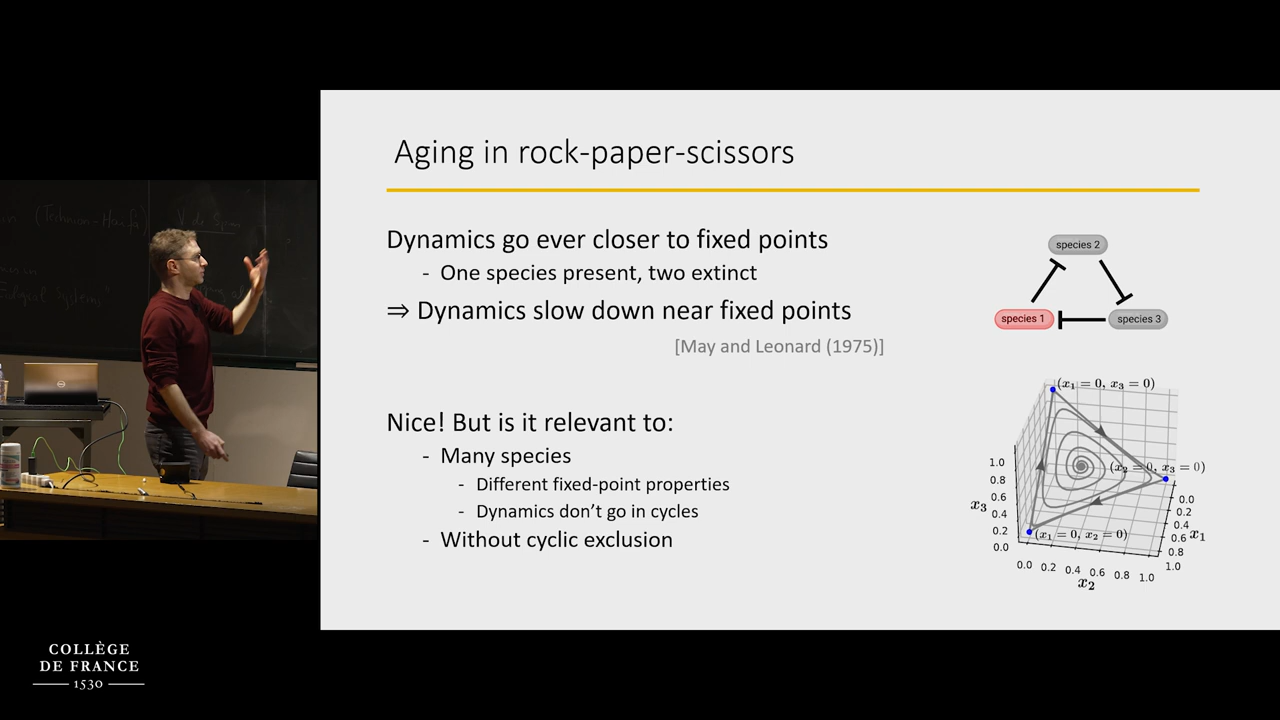 in (Technion-Haifa)
Aging in rock-paper-scissors
Dynamics go ever closer to fixed points
- One species present, two extinct
⇒ Dynamics slow down near fixed points
[May and Leonard (1975)]
Nice! But is it relevant to:
- Many species
- Different fixed-point properties
- Dynamics don't go in cycles
- Without cyclic exclusion
species 2
species 1
species 3
(x₁ = 0, x₃ = 0)
(x₂ = 0, x₃ = 0)
(x₁ = 0, x₂ = 0)
1.0
0.8
0.6
0.4
0.2
0.0
x₃
0.0 0.2 0.4 0.6 0.8 1.0
x₂
0.0
0.2
0.4
0.6
0.8
1.0
x₁
COLLÈGE
DE FRANCE
1530